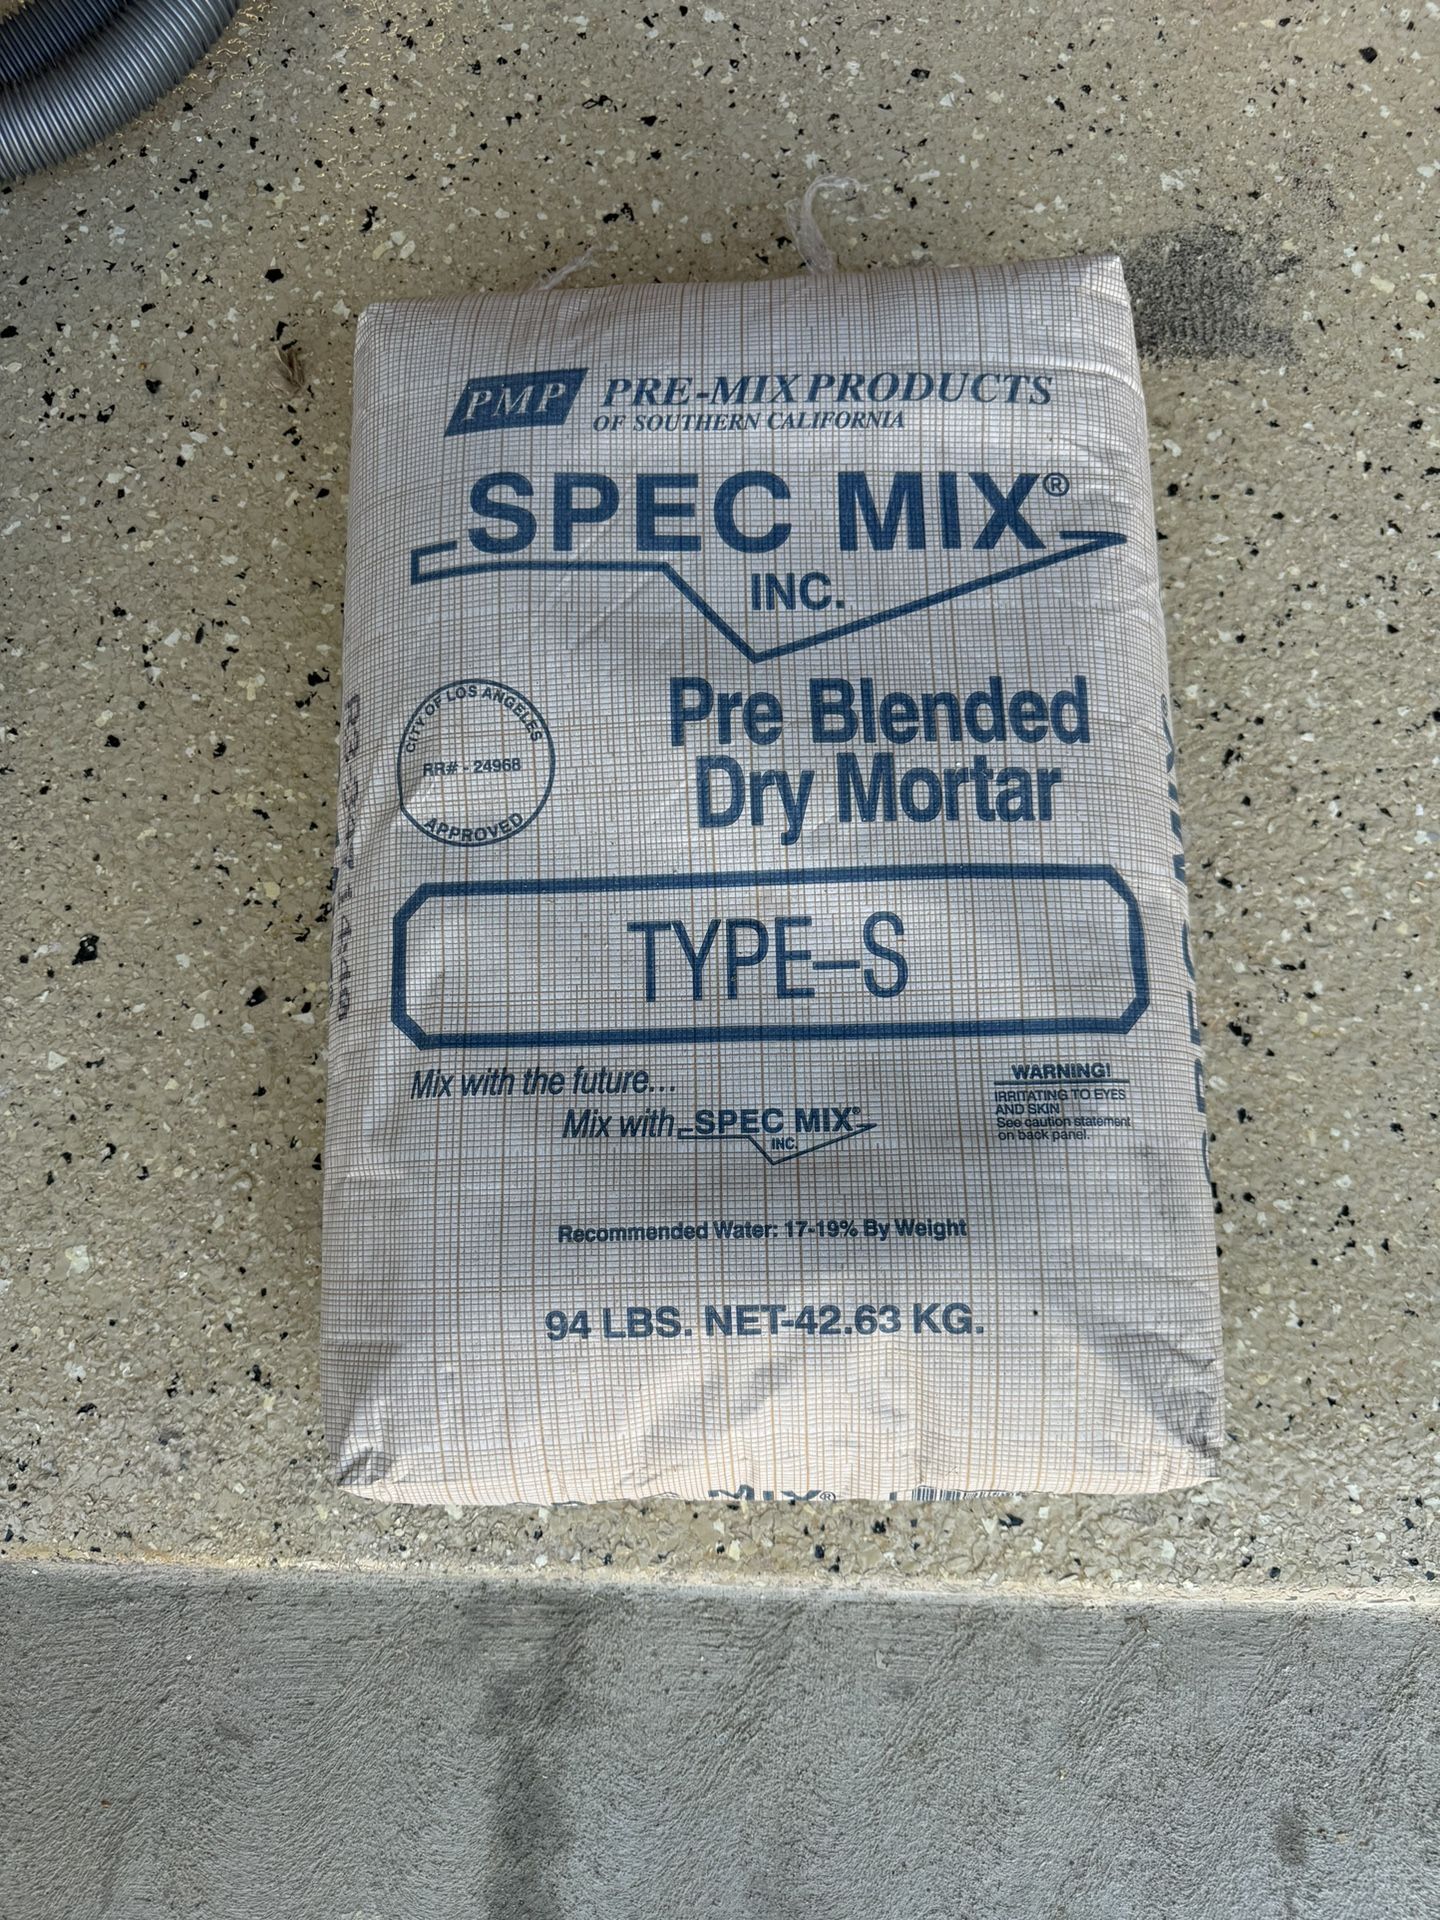 PMP PRE-MIX PRODUCTS
OF SOUTHERN CALIFORNIA
SPEC MIX®
INC.
Pre Blended
Dry Mortar
CITY OF LOS ANGELES
RR# - 24968
APPROVED
TYPE-S
Mix with the future...
Mix with SPEC MIX®
INC.
WARNING!
IRRITATING TO EYES
AND SKIN
See caution statement
on back panel.
Recommended Water: 17-19% By Weight
94 LBS. NET-42.63 KG.
MIX®